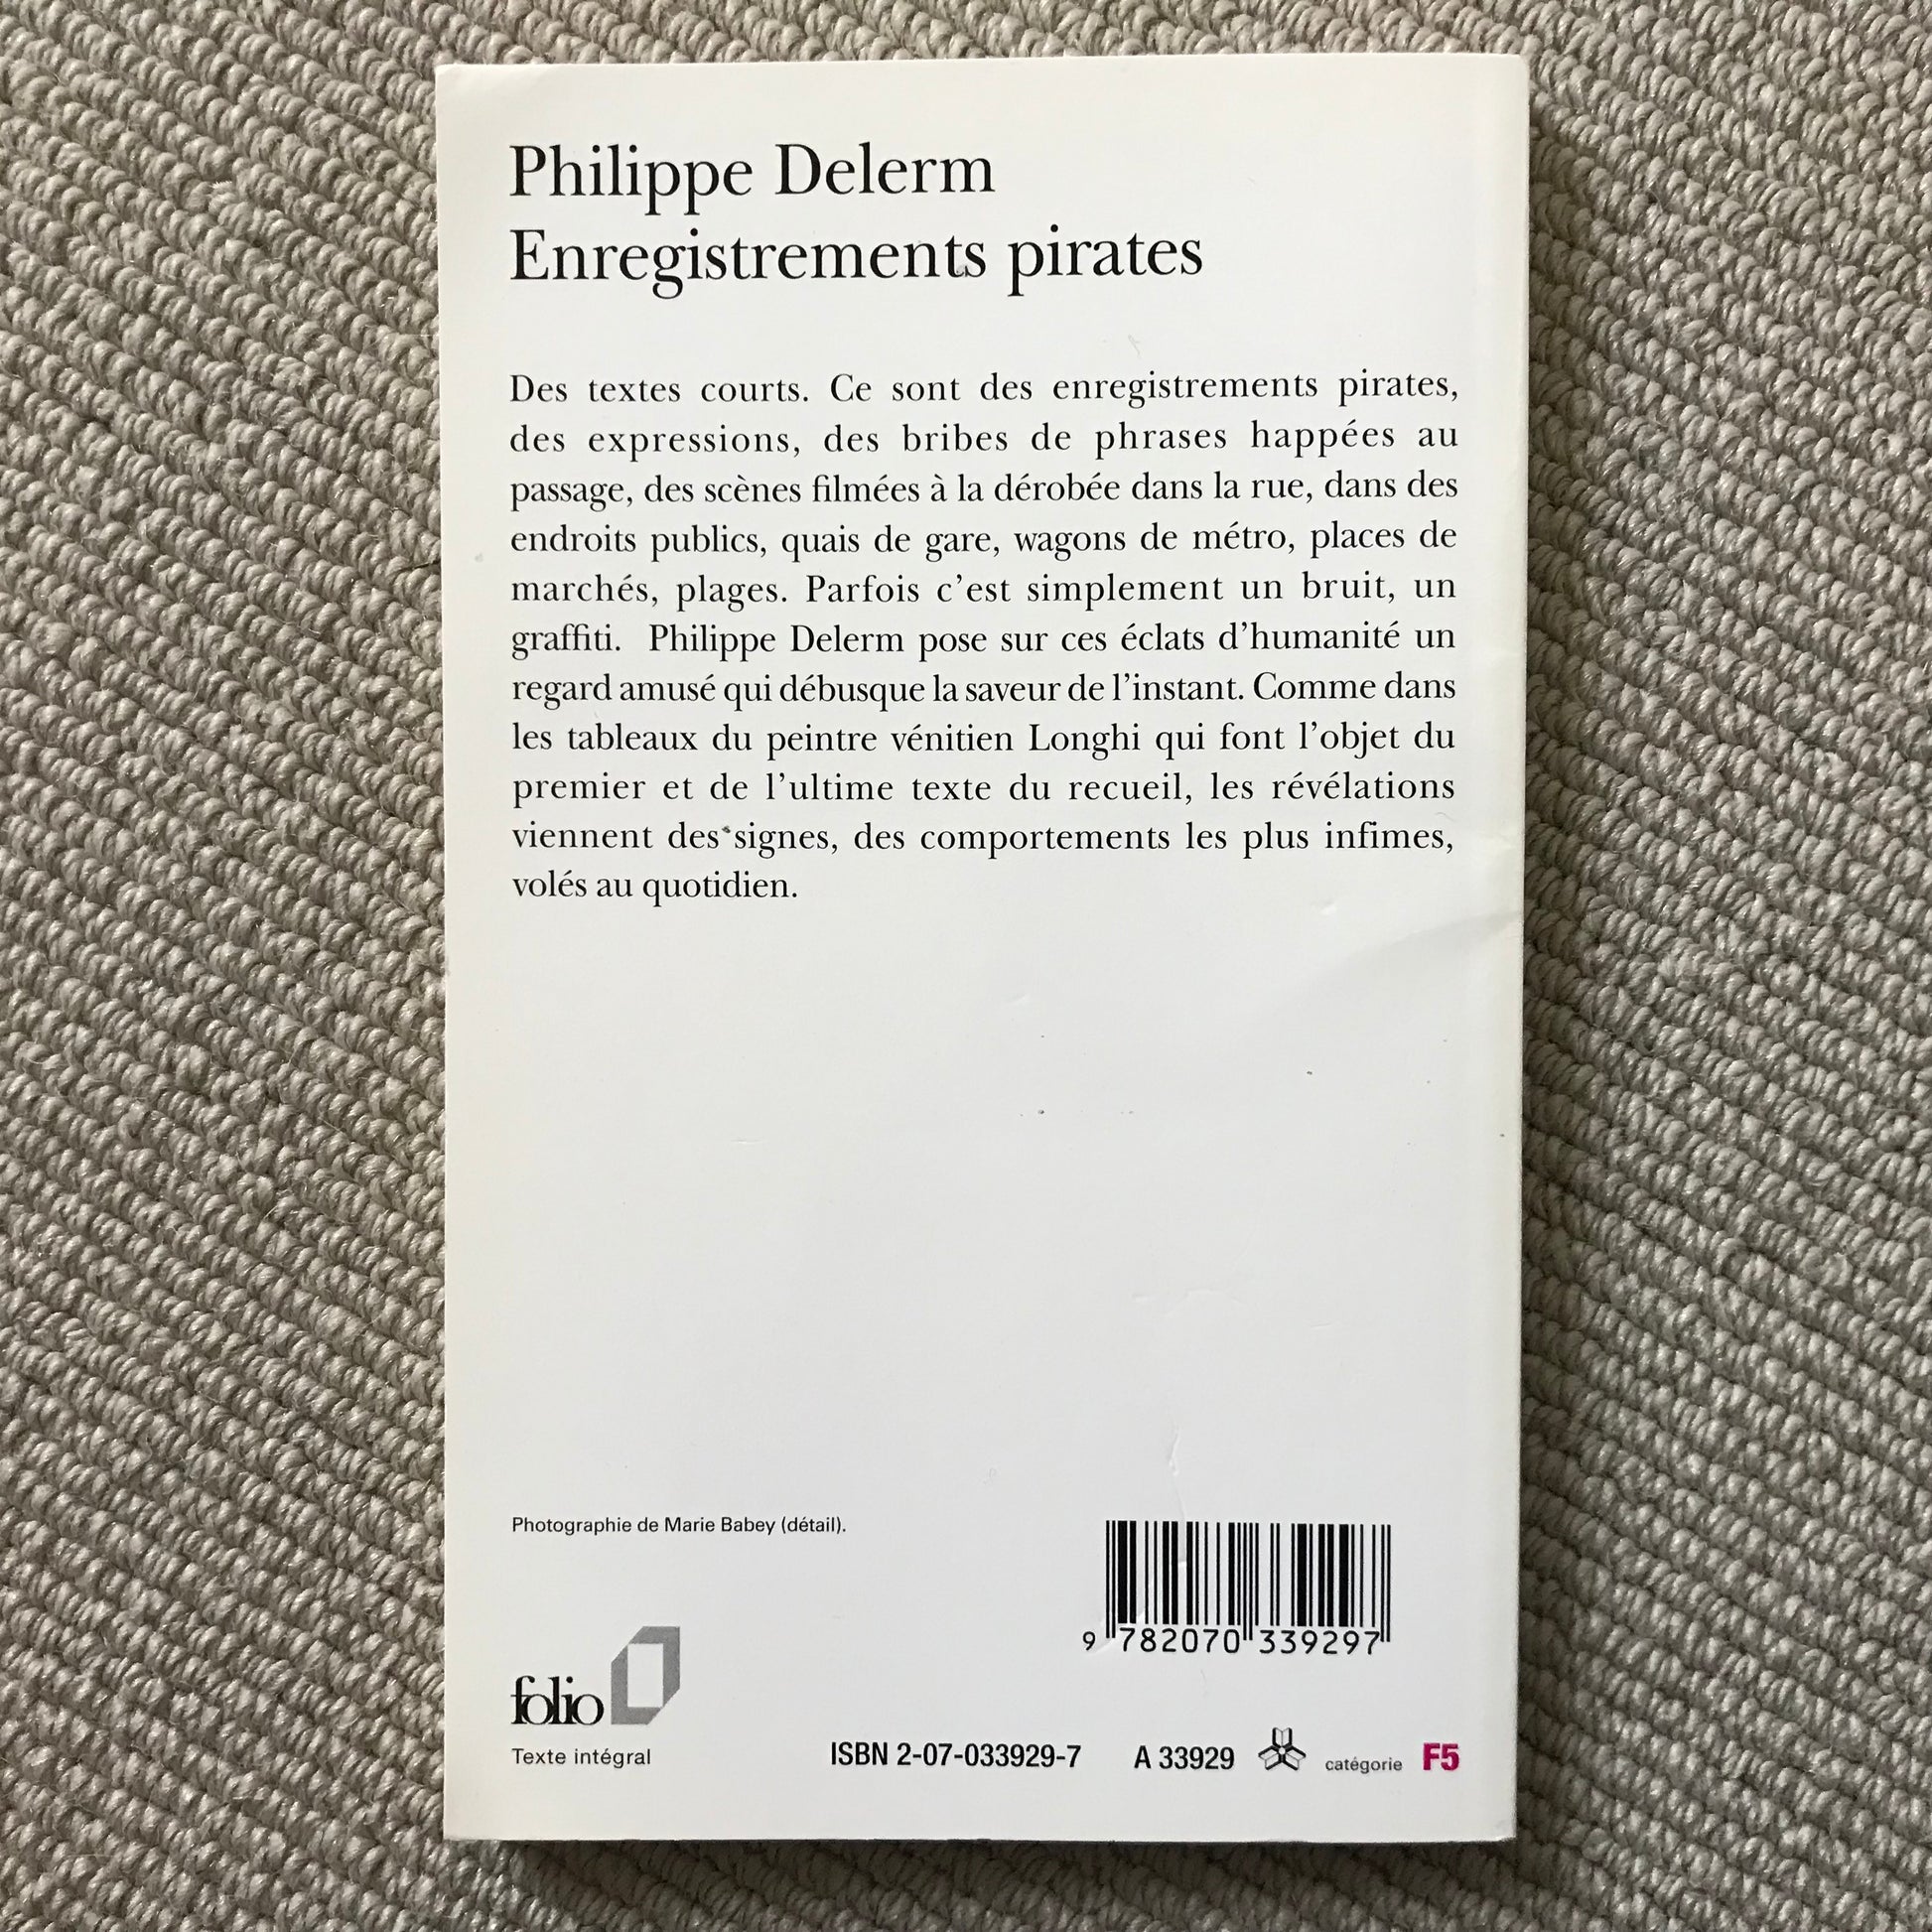 Philippe Delerm
Enregistrements pirates
Des textes courts. Ce sont des enregistrements pirates,
des expressions, des bribes de phrases happées au
passage, des scènes filmées à la dérobée dans la rue, dans des
endroits publics, quais de gare, wagons de métro, places de
marchés, plages. Parfois c'est simplement un bruit, un
graffiti. Philippe Delerm pose sur ces éclats d'humanité un
regard amusé qui débusque la saveur de l'instant. Comme dans
les tableaux du peintre vénitien Longhi qui font l'objet du
premier et de l'ultime texte du recueil, les révélations
viennent des signes, des comportements les plus infimes,
volés au quotidien.
Photographie de Marie Babey (détail).
9 782070 339297
folio
Texte intégral
ISBN 2-07-033929-7 A 33929 catégorie F5